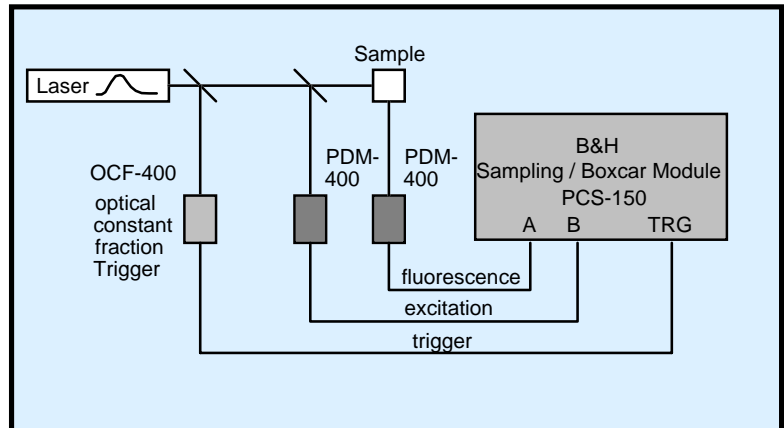 Sample
Laser
OCF-400
optical
constant
fraction
Trigger
PDM-
400
PDM-
400
B&H
Sampling / Boxcar Module
PCS-150
A B TRG
fluorescence
excitation
trigger